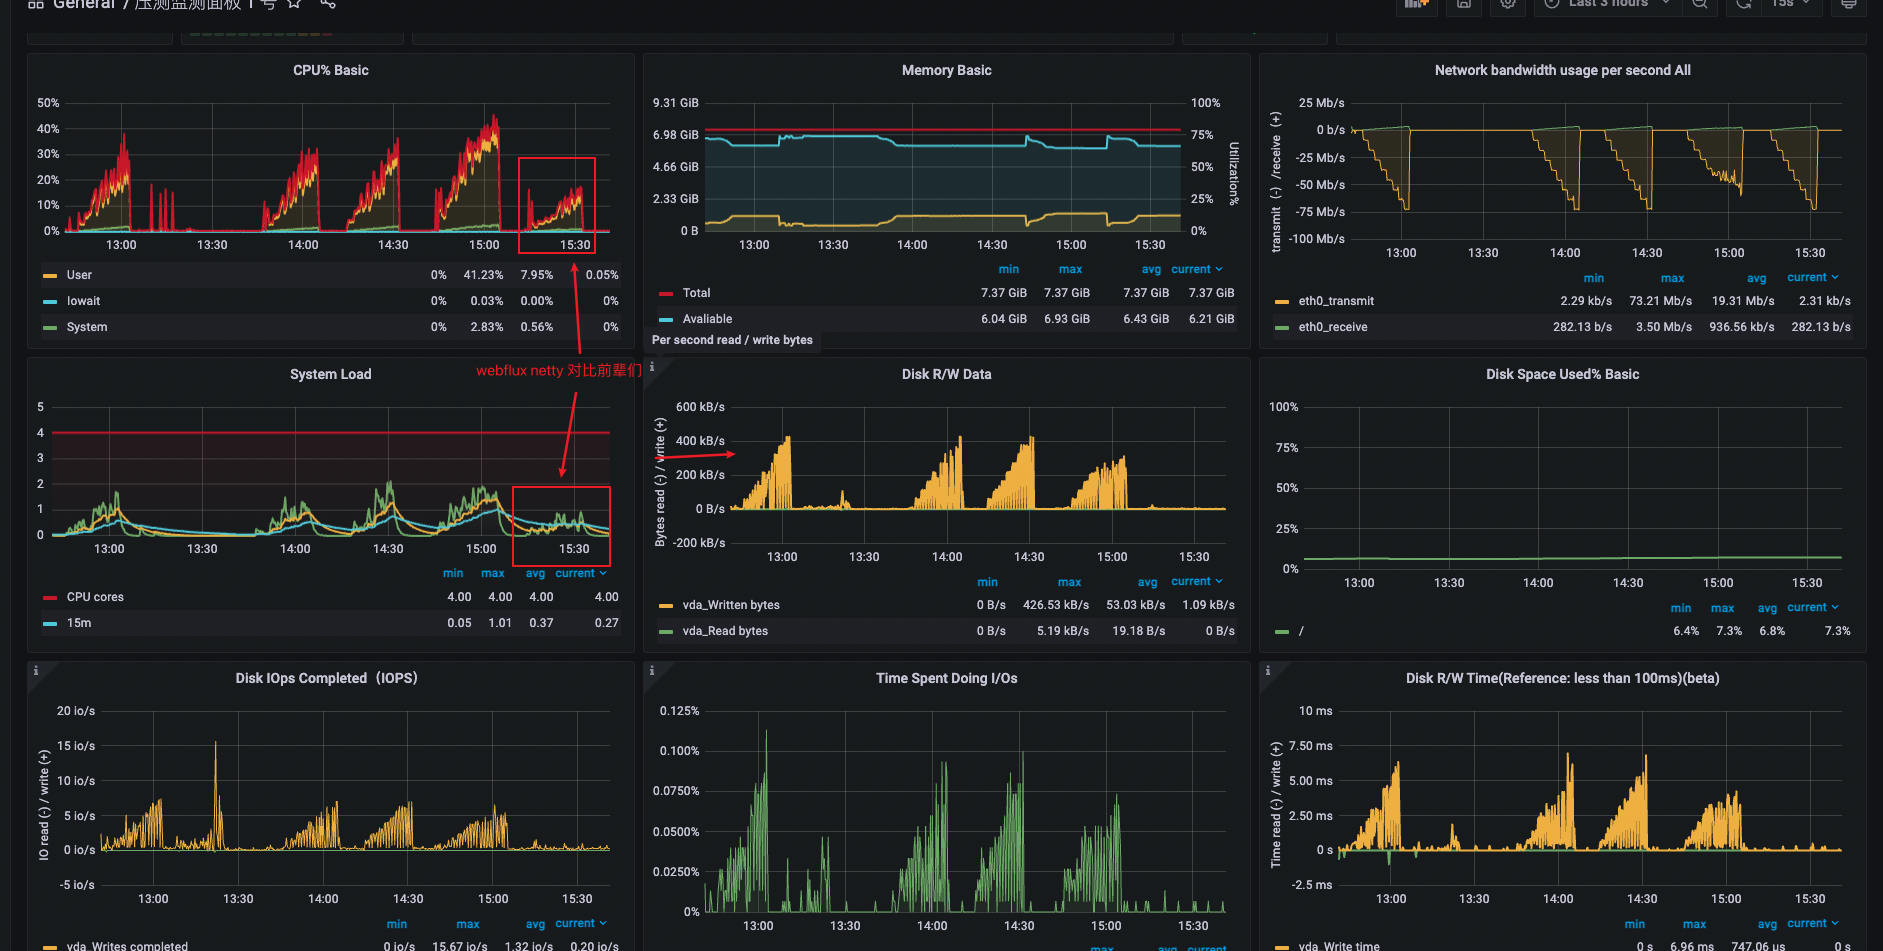 General / 压测监测面板 1 号
Last 3 hours
15s
CPU% Basic
50%
40%
30%
20%
10%
0%
13:00 13:30 14:00 14:30 15:00 15:30
User 0% 41.23% 7.95% 0.05%
Iowait 0% 0.03% 0.00% 0%
System 0% 2.83% 0.56% 0%
Memory Basic
9.31 GiB
6.98 GiB
4.66 GiB
2.33 GiB
0 B
100%
75%
50%
25%
0%
Utilization%
13:00 13:30 14:00 14:30 15:00 15:30
min max avg current
Total 7.37 GiB 7.37 GiB 7.37 GiB 7.37 GiB
Avaliable 6.04 GiB 6.93 GiB 6.43 GiB 6.21 GiB
Network bandwidth usage per second All
transmit (-) /receive (+)
25 Mb/s
0 b/s
-25 Mb/s
-50 Mb/s
-75 Mb/s
-100 Mb/s
13:00 13:30 14:00 14:30 15:00 15:30
min max avg current
eth0_transmit 2.29 kb/s 73.21 Mb/s 19.31 Mb/s 2.31 kb/s
eth0_receive 282.13 b/s 3.50 Mb/s 936.56 kb/s 282.13 b/s
Per second read / write bytes
webflux netty 对比前辈们
System Load
5
4
3
2
1
0
13:00 13:30 14:00 14:30 15:00 15:30
min max avg current
CPU cores 4.00 4.00 4.00 4.00
15m 0.05 1.01 0.37 0.27
Disk R/W Data
Bytes read (-) / write (+)
600 kB/s
400 kB/s
200 kB/s
0 B/s
-200 kB/s
13:00 13:30 14:00 14:30 15:00 15:30
min max avg current
vda_Written bytes 0 B/s 426.53 kB/s 53.03 kB/s 1.09 kB/s
vda_Read bytes 0 B/s 5.19 kB/s 19.18 B/s 0 B/s
Disk Space Used% Basic
100%
75%
50%
25%
0%
13:00 13:30 14:00 14:30 15:00 15:30
min max avg current
/ 6.4% 7.3% 6.8% 7.3%
Disk IOps Completed（IOPS）
IO read (-) / write (+)
20 io/s
15 io/s
10 io/s
5 io/s
0 io/s
-5 io/s
13:00 13:30 14:00 14:30 15:00 15:30
min max avg current
vda_Writes completed 0 io/s 15.67 io/s 1.32 io/s 0.20 io/s
Time Spent Doing I/Os
0.125%
0.100%
0.0750%
0.0500%
0.0250%
0%
13:00 13:30 14:00 14:30 15:00 15:30
max avg current
Disk R/W Time(Reference: less than 100ms)(beta)
Time read (-) / write (+)
10 ms
7.50 ms
5.00 ms
2.50 ms
0 s
-2.5 ms
13:00 13:30 14:00 14:30 15:00 15:30
min max avg current
vda_Write time 0 s 6.96 ms 747.06 us 0 s